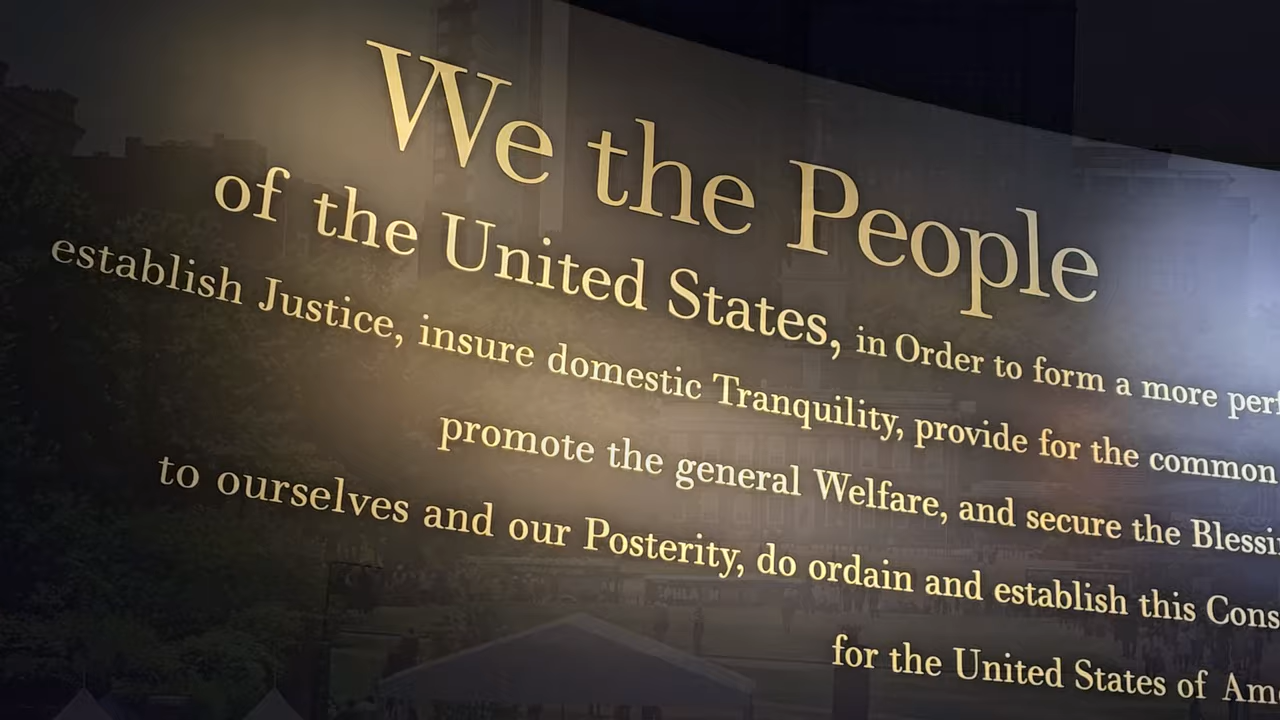 We the People
of the United States, in Order to form a more perf
establish Justice, insure domestic Tranquility, provide for the common
promote the general Welfare, and secure the Blessi
to ourselves and our Posterity, do ordain and establish this Cons
for the United States of Ame